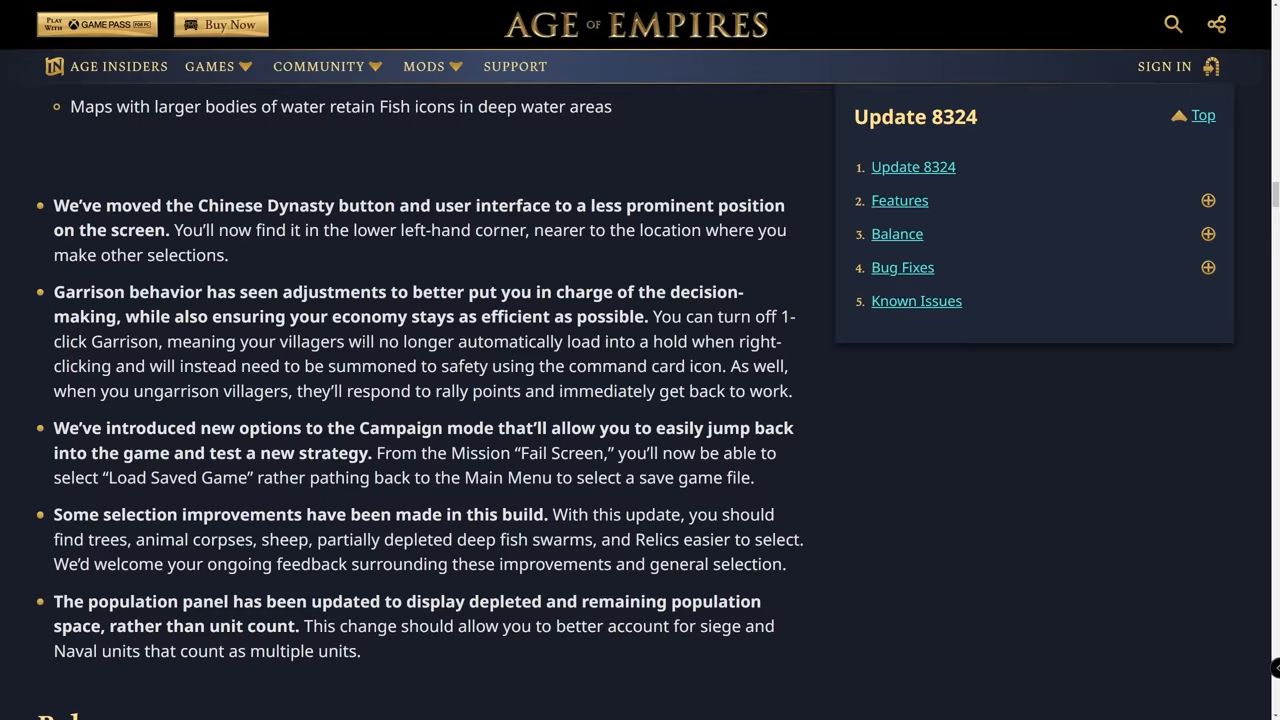 PLAY WITH XBOX GAME PASS FOR PC
Buy Now
AGE OF EMPIRES
AGE INSIDERS
GAMES
COMMUNITY
MODS
SUPPORT
SIGN IN
Maps with larger bodies of water retain Fish icons in deep water areas
We've moved the Chinese Dynasty button and user interface to a less prominent position
on the screen. You'll now find it in the lower left-hand corner, nearer to the location where you
make other selections.
Garrison behavior has seen adjustments to better put you in charge of the decision-
making, while also ensuring your economy stays as efficient as possible. You can turn off 1-
click Garrison, meaning your villagers will no longer automatically load into a hold when right-
clicking and will instead need to be summoned to safety using the command card icon. As well,
when you ungarrison villagers, they'll respond to rally points and immediately get back to work.
We've introduced new options to the Campaign mode that'll allow you to easily jump back
into the game and test a new strategy. From the Mission “Fail Screen,” you'll now be able to
select “Load Saved Game” rather pathing back to the Main Menu to select a save game file.
Some selection improvements have been made in this build. With this update, you should
find trees, animal corpses, sheep, partially depleted deep fish swarms, and Relics easier to select.
We'd welcome your ongoing feedback surrounding these improvements and general selection.
The population panel has been updated to display depleted and remaining population
space, rather than unit count. This change should allow you to better account for siege and
Naval units that count as multiple units.
Update 8324
Top
1. Update 8324
2. Features
3. Balance
4. Bug Fixes
5. Known Issues